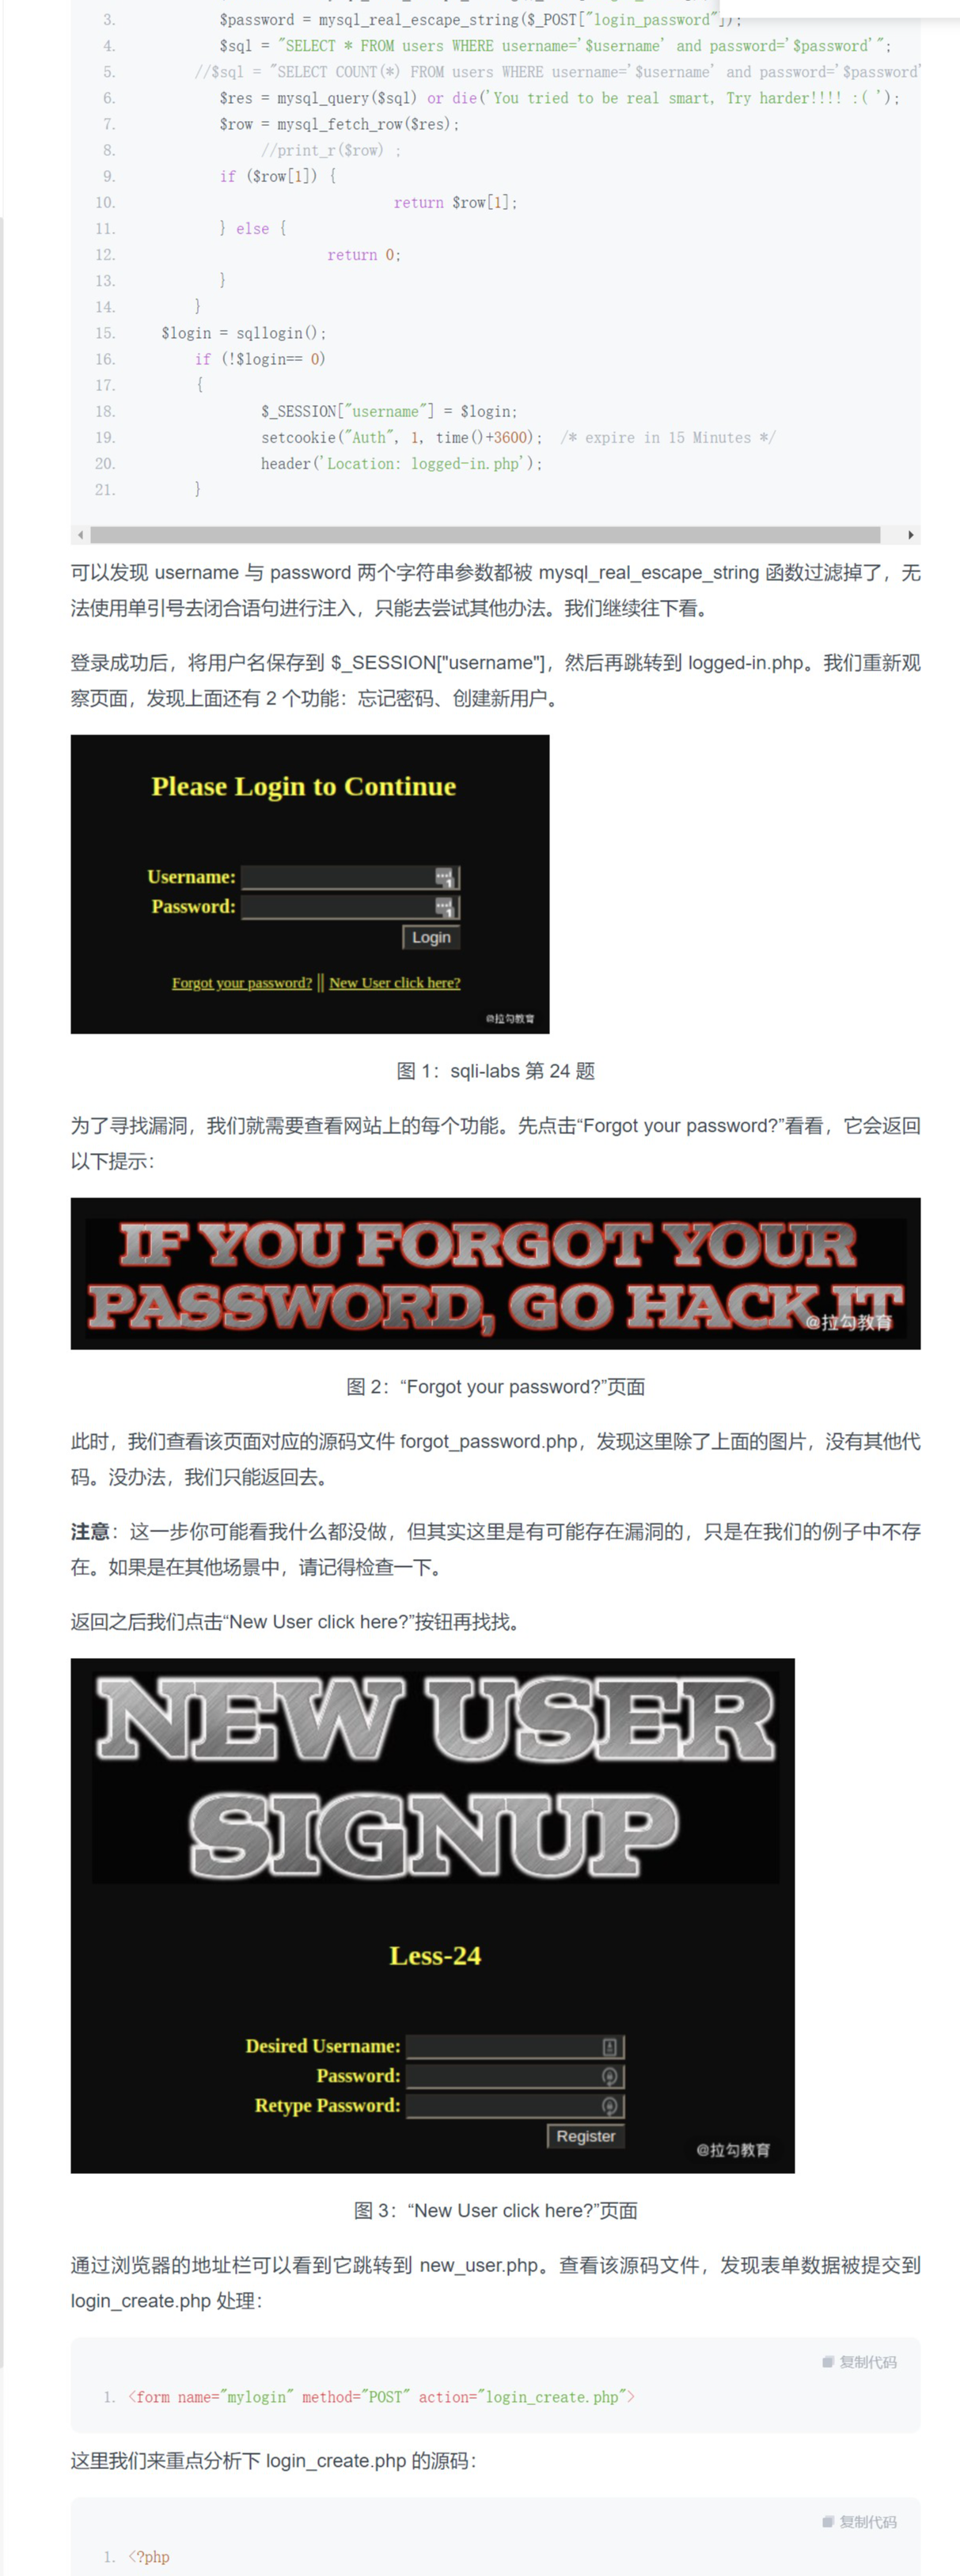 3. $password = mysql_real_escape_string($_POST["login_password"]);
4. $sql = "SELECT * FROM users WHERE username='$username' and password='$password'";
5. //$sql = "SELECT COUNT(*) FROM users WHERE username='$username' and password='$password'
6. $res = mysql_query($sql) or die('You tried to be real smart, Try harder!!!! :( ');
7. $row = mysql_fetch_row($res);
8. //print_r($row) ;
9. if ($row[1]) {
10. return $row[1];
11. } else {
12. return 0;
13. }
14. }
15. $login = sqllogin();
16. if (!$login== 0)
17. {
18. $_SESSION["username"] = $login;
19. setcookie("Auth", 1, time()+3600); /* expire in 15 Minutes */
20. header('Location: logged-in.php');
21. }
可以发现 username 与 password 两个字符串参数都被 mysql_real_escape_string 函数过滤掉了，无
法使用单引号去闭合语句进行注入，只能去尝试其他办法。我们继续往下看。
登录成功后，将用户名保存到 $_SESSION["username"]，然后再跳转到 logged-in.php。我们重新观
察页面，发现上面还有 2 个功能：忘记密码、创建新用户。
Please Login to Continue
Username:
Password:
Login
Forgot your password? || New User click here?
@拉勾教育
图 1：sqli-labs 第 24 题
为了寻找漏洞，我们就需要查看网站上的每个功能。先点击“Forgot your password?”看看，它会返回
以下提示：
IF YOU FORGOT YOUR
PASSWORD, GO HACK IT
@拉勾教育
图 2：“Forgot your password?”页面
此时，我们查看该页面对应的源码文件 forgot_password.php，发现这里除了上面的图片，没有其他代
码。没办法，我们只能返回去。
注意：这一步你可能看我什么都没做，但其实这里是有可能存在漏洞的，只是在我们的例子中不存
在。如果是在其他场景中，请记得检查一下。
返回之后我们点击“New User click here?”按钮再找找。
NEW USER
SIGNUP
Less-24
Desired Username:
Password:
Retype Password:
Register
@拉勾教育
图 3：“New User click here?”页面
通过浏览器的地址栏可以看到它跳转到 new_user.php。查看该源码文件，发现表单数据被提交到
login_create.php 处理：
复制代码
1. <form name="mylogin" method="POST" action="login_create.php">
这里我们来重点分析下 login_create.php 的源码：
复制代码
1. <?php